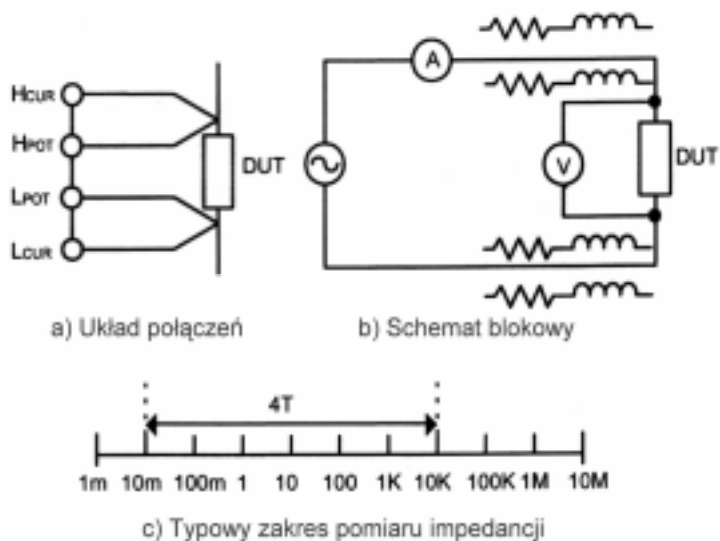 HCUR
HPOT
LPOT
LCUR
DUT
a) Układ połączeń
A
V
DUT
b) Schemat blokowy
4T
1m 10m 100m 1 10 100 1K 10K 100K 1M 10M
c) Typowy zakres pomiaru impedancji